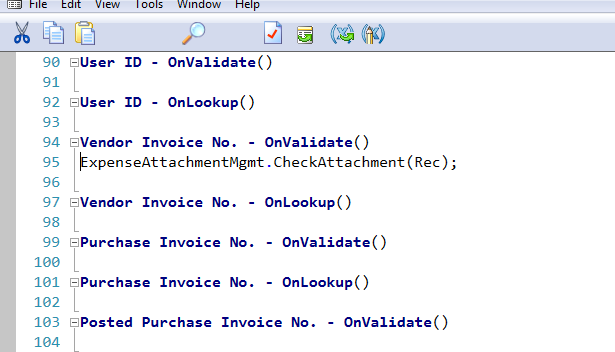 File Edit View Tools Window Help
90 User ID - OnValidate()
91
92 User ID - OnLookup()
93
94 Vendor Invoice No. - OnValidate()
95 ExpenseAttachmentMgmt.CheckAttachment(Rec);
96
97 Vendor Invoice No. - OnLookup()
98
99 Purchase Invoice No. - OnValidate()
100
101 Purchase Invoice No. - OnLookup()
102
103 Posted Purchase Invoice No. - OnValidate()
104